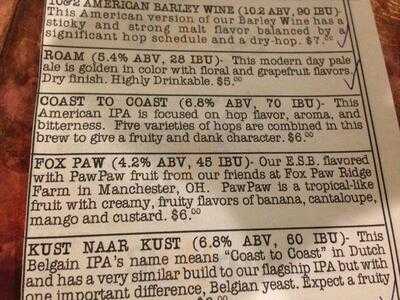 10&2 AMERICAN BARLEY WINE (10.2 ABV, 90 IBU)-
This American version of our Barley Wine has a
sticky and strong malt flavor balanced by a
significant hop schedule and a dry-hop. $7.00
ROAM (5.4% ABV, 28 IBU)- This modern day pale
ale is golden in color with floral and grapefruit flavors.
Dry finish. Highly Drinkable. $5.00
COAST TO COAST (6.8% ABV, 70 IBU)- This
American IPA is focused on hop flavor, aroma, and
bitterness. Five varieties of hops are combined in this
brew to give a fruity and dank character. $6.00
FOX PAW (4.2% ABV, 45 IBU)- Our E.S.B. flavored
with PawPaw fruit from our friends at Fox Paw Ridge
Farm in Manchester, OH. PawPaw is a tropical-like
fruit with creamy, fruity flavors of banana, cantaloupe,
mango and custard. $6.00
KUST NAAR KUST (6.8% ABV, 60 IBU)- This
Belgain IPA's name means "Coast to Coast" in Dutch
and has a very similar build to our flagship IPA but with
one important difference, Belgian yeast. Expect a fruity